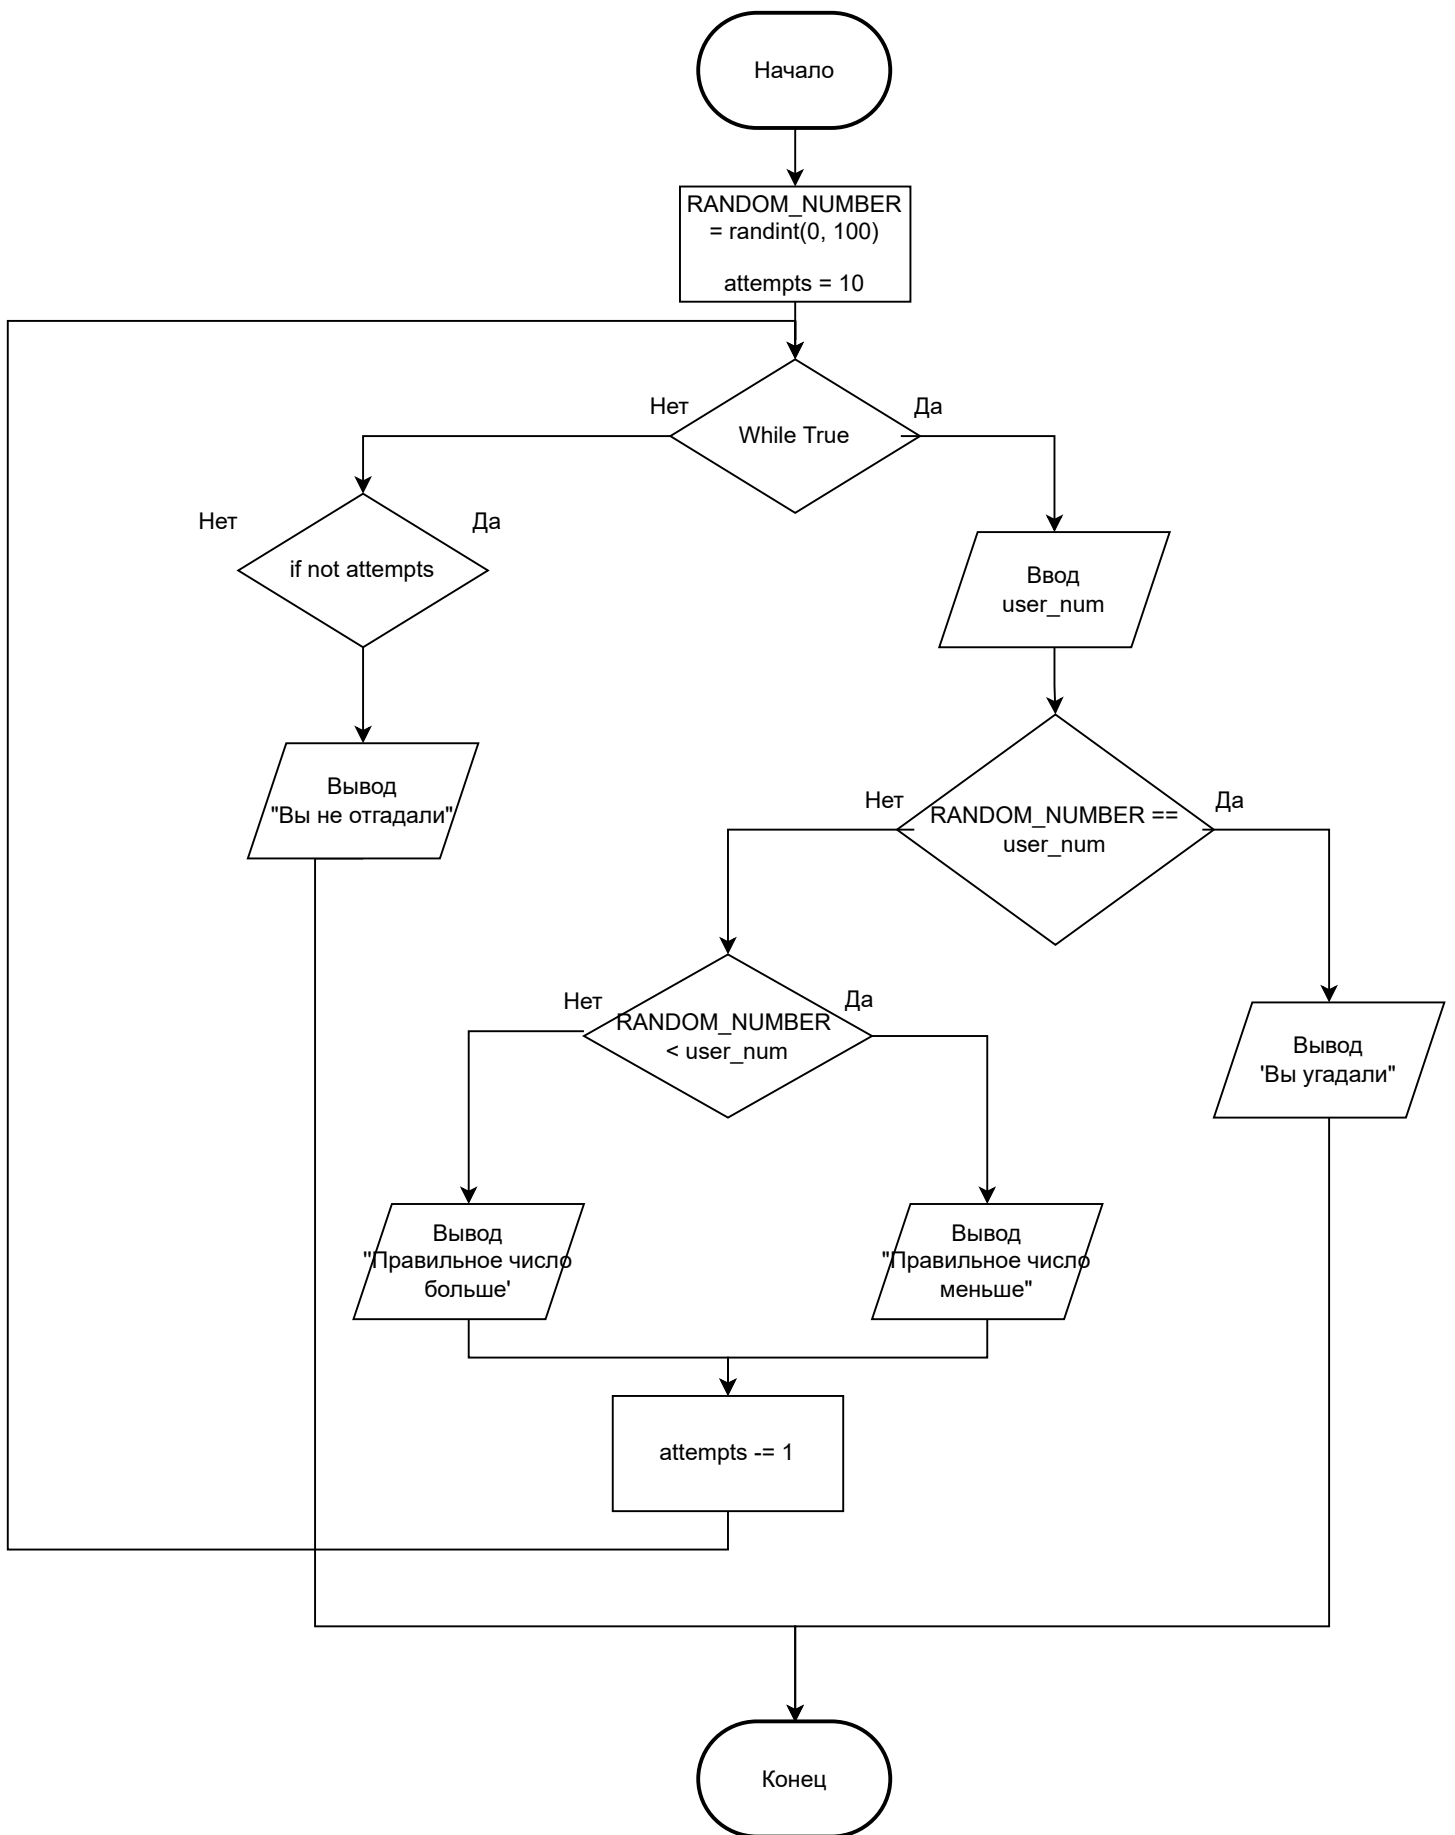 Начало
RANDOM_NUMBER
= randint(0, 100)
attempts = 10
Нет
Да
While True
Нет
Да
if not attempts
Ввод
user_num
Вывод
"Вы не отгадали"
Нет
Да
RANDOM_NUMBER ==
user_num
Нет
Да
RANDOM_NUMBER
< user_num
Вывод
'Вы угадали"
Вывод
"Правильное число
больше'
Вывод
"Правильное число
меньше"
attempts -= 1
Конец